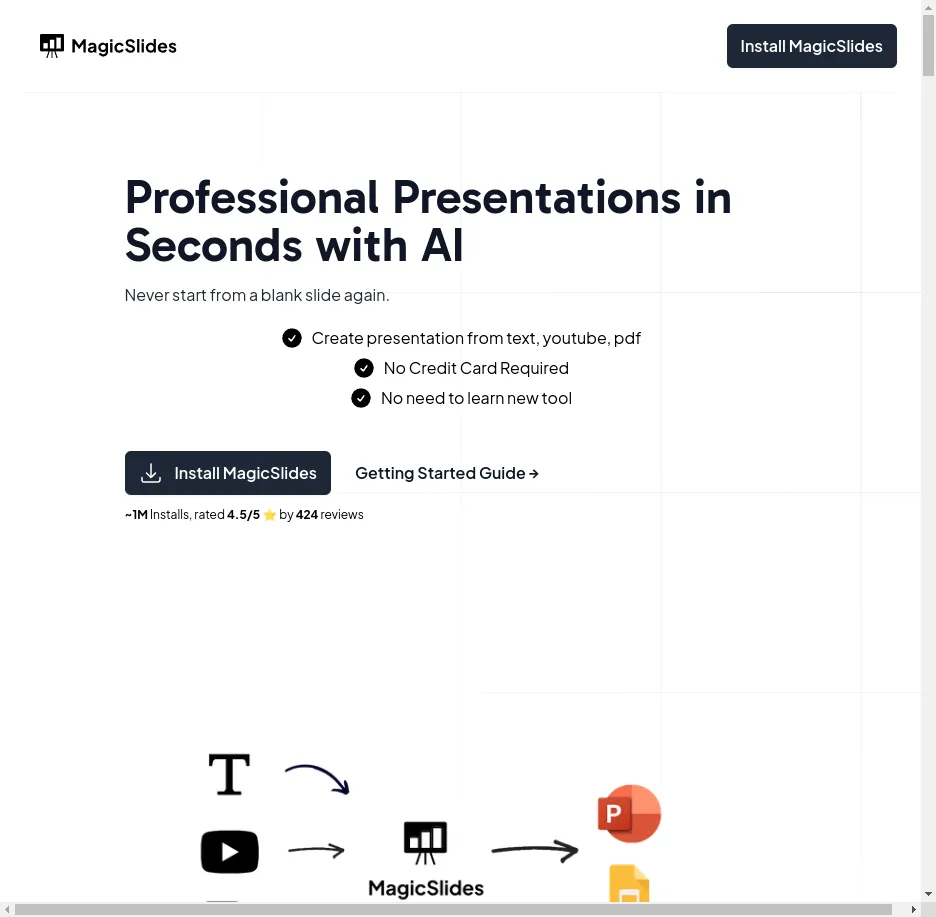 MagicSlides
Install MagicSlides
Professional Presentations in
Seconds with AI
Never start from a blank slide again.
Create presentation from text, youtube, pdf
No Credit Card Required
No need to learn new tool
Install MagicSlides
Getting Started Guide →
~1M Installs, rated 4.5/5 ⭐ by 424 reviews
T
P
MagicSlides